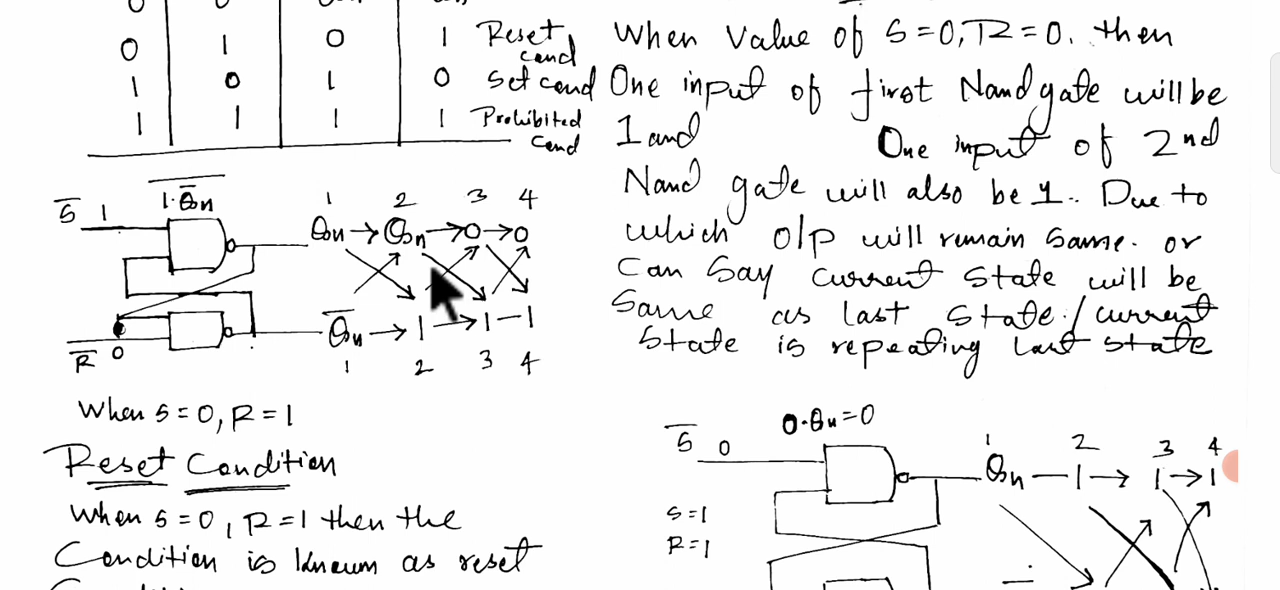 0 1 0 1 Reset cond
1 0 1 0 Set cond
1 1 1 1 Prohibited cond
S̅ 1
1·Q̅n
1 2 3 4
Qn → Qn → 0 → 0
Q̅n → 1 → 1 – 1
R̅ 0
1 2 3 4
When S=0, R=1
Reset Condition
When S=0, R=1 then the
Condition is known as reset
When Value of S=0, R=0. then
One input of first Nand gate will be
1 and One input of 2nd
Nand gate will also be 1. Due to
which o/p will remain same. or
Can Say current State will be
Same as last state/current
State is repeating last state
0·Qn=0
S̅ 0
1 2 3 4
Qn — 1 → 1 → 1
S=1
R=1